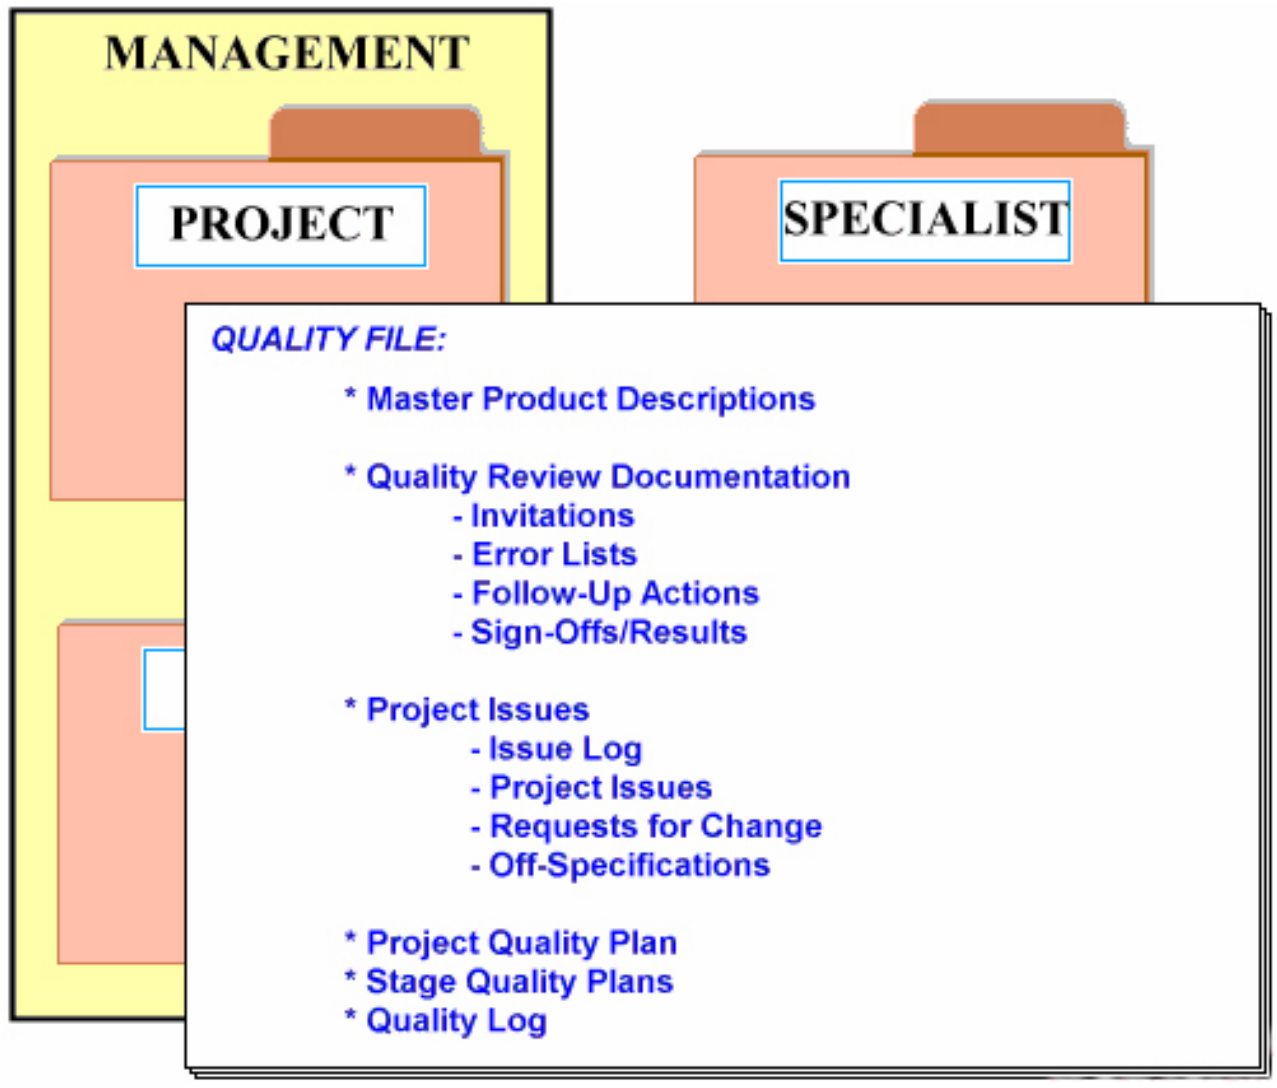 MANAGEMENT
PROJECT
SPECIALIST
QUALITY FILE:
* Master Product Descriptions
* Quality Review Documentation
- Invitations
- Error Lists
- Follow-Up Actions
- Sign-Offs/Results
* Project Issues
- Issue Log
- Project Issues
- Requests for Change
- Off-Specifications
* Project Quality Plan
* Stage Quality Plans
* Quality Log